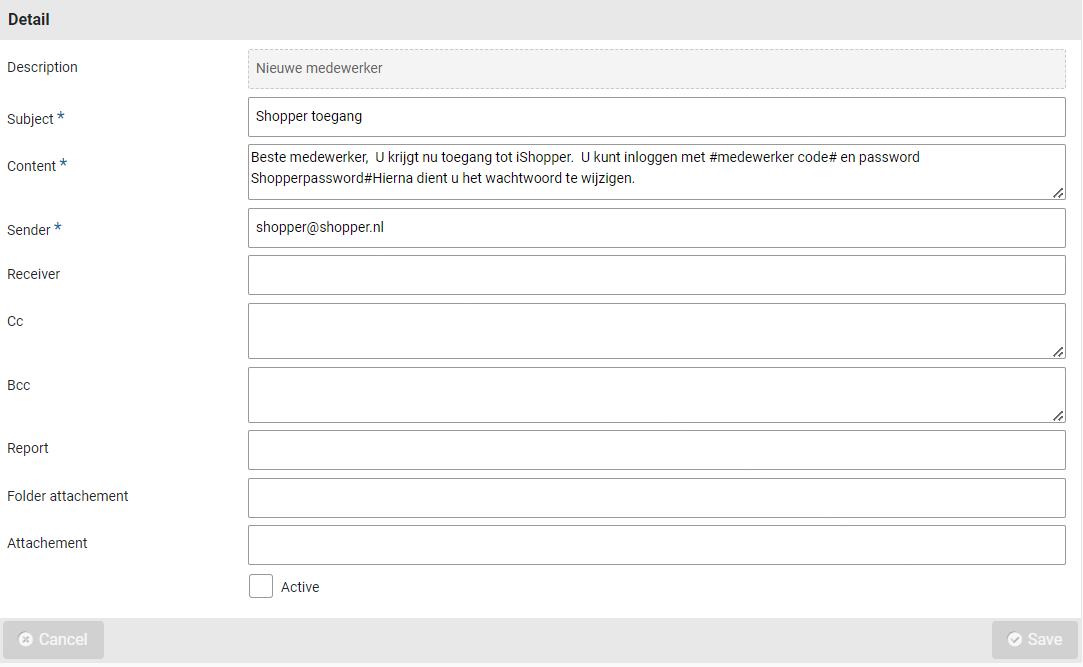 Detail
Description
Nieuwe medewerker
Subject *
Shopper toegang
Content *
Beste medewerker,  U krijgt nu toegang tot iShopper.  U kunt inloggen met #medewerker code# en password
Shopperpassword#Hierna dient u het wachtwoord te wijzigen.
Sender *
shopper@shopper.nl
Receiver
Cc
Bcc
Report
Folder attachement
Attachement
Active
Cancel
Save